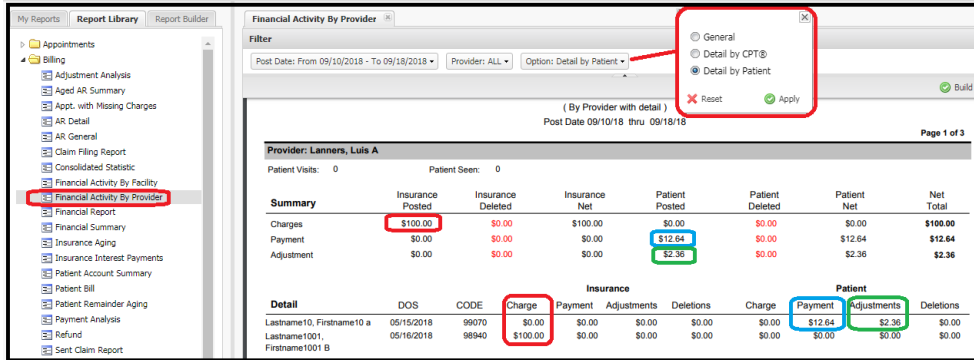 My Reports Report Library Report Builder
Appointments
Billing
Adjustment Analysis
Aged AR Summary
Appt. with Missing Charges
AR Detail
AR General
Claim Filing Report
Consolidated Statistic
Financial Activity By Facility
Financial Activity By Provider
Financial Report
Financial Summary
Insurance Aging
Insurance Interest Payments
Patient Account Summary
Patient Bill
Patient Remainder Aging
Payment Analysis
Refund
Sent Claim Report
Financial Activity By Provider
Filter
Post Date: From 09/10/2018 - To 09/18/2018 Provider: ALL Option: Detail by Patient
General
Detail by CPT®
Detail by Patient
Reset Apply
Build
( By Provider with detail )
Post Date 09/10/18 thru 09/18/18
Page 1 of 3
Provider: Lanners, Luis A
Patient Visits: 0 Patient Seen: 0
Summary Insurance Posted Insurance Deleted Insurance Net Patient Posted Patient Deleted Patient Net Net Total
Charges $100.00 $0.00 $100.00 $0.00 $0.00 $0.00 $100.00
Payment $0.00 $0.00 $0.00 $12.64 $0.00 $12.64 $12.64
Adjustment $0.00 $0.00 $0.00 $2.36 $0.00 $2.36 $2.36
Insurance Patient
Detail DOS CODE Charge Payment Adjustments Deletions Charge Payment Adjustments Deletions
Lastname10, Firstname10 a 05/15/2018 99070 $0.00 $0.00 $0.00 $0.00 $0.00 $12.64 $2.36 $0.00
Lastname1001, 05/16/2018 98940 $100.00 $0.00 $0.00 $0.00 $0.00 $0.00 $0.00 $0.00
Firstname1001 B